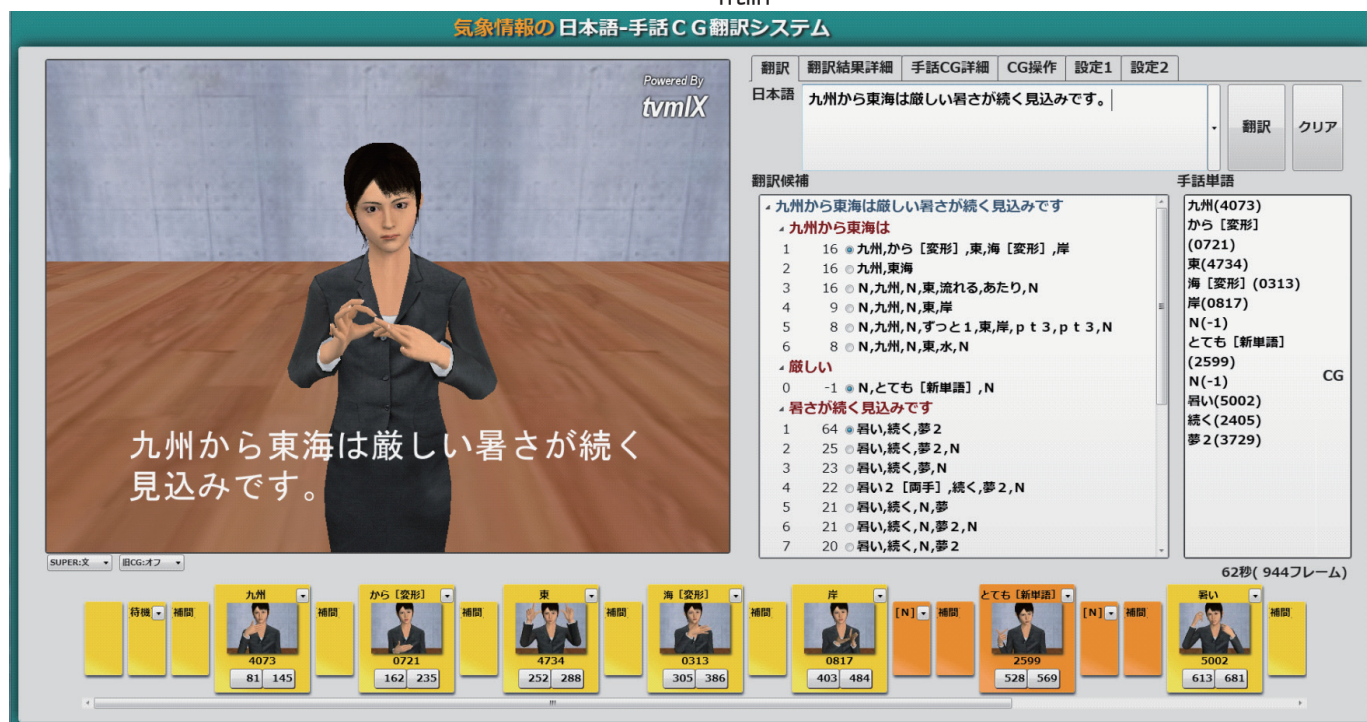 気象情報の日本語-手話CG翻訳システム
Powered By
tvmlX
九州から東海は厳しい暑さが続く
見込みです。
SUPER:文
旧CG:オフ
翻訳 翻訳結果詳細 手話CG詳細 CG操作 設定1 設定2
日本語
九州から東海は厳しい暑さが続く見込みです。
翻訳 クリア
翻訳候補
九州から東海は厳しい暑さが続く見込みです
九州から東海は
1 16 九州,から［変形］,東,海［変形］,岸
2 16 九州,東海
3 16 N,九州,N,東,流れる,あたり,N
4 9 N,九州,N,東,岸
5 8 N,九州,N,ずっと1,東,岸,ｐｔ3,ｐｔ3,N
6 8 N,九州,N,東,水,N
厳しい
0 -1 N,とても［新単語］,N
暑さが続く見込みです
1 64 暑い,続く,夢2
2 25 暑い,続く,夢2,N
3 23 暑い,続く,夢,N
4 22 暑い2［両手］,続く,夢2,N
5 21 暑い,続く,N,夢
6 21 暑い,続く,N,夢2,N
7 20 暑い,続く,N,夢2
手話単語
九州(4073)
から［変形］
(0721)
東(4734)
海［変形］(0313)
岸(0817)
N(-1)
とても［新単語］
(2599)
N(-1)
暑い(5002)
続く(2405)
夢2(3729)
CG
62秒( 944フレーム)
待機 補間 九州 補間 から［変形］ 補間 東 補間 海［変形］ 補間 岸 [N] 補間 とても［新単語］ [N] 補間 暑い 補間
4073 0721 4734 0313 0817 2599 5002
81 145 162 235 252 288 305 386 403 484 528 569 613 681